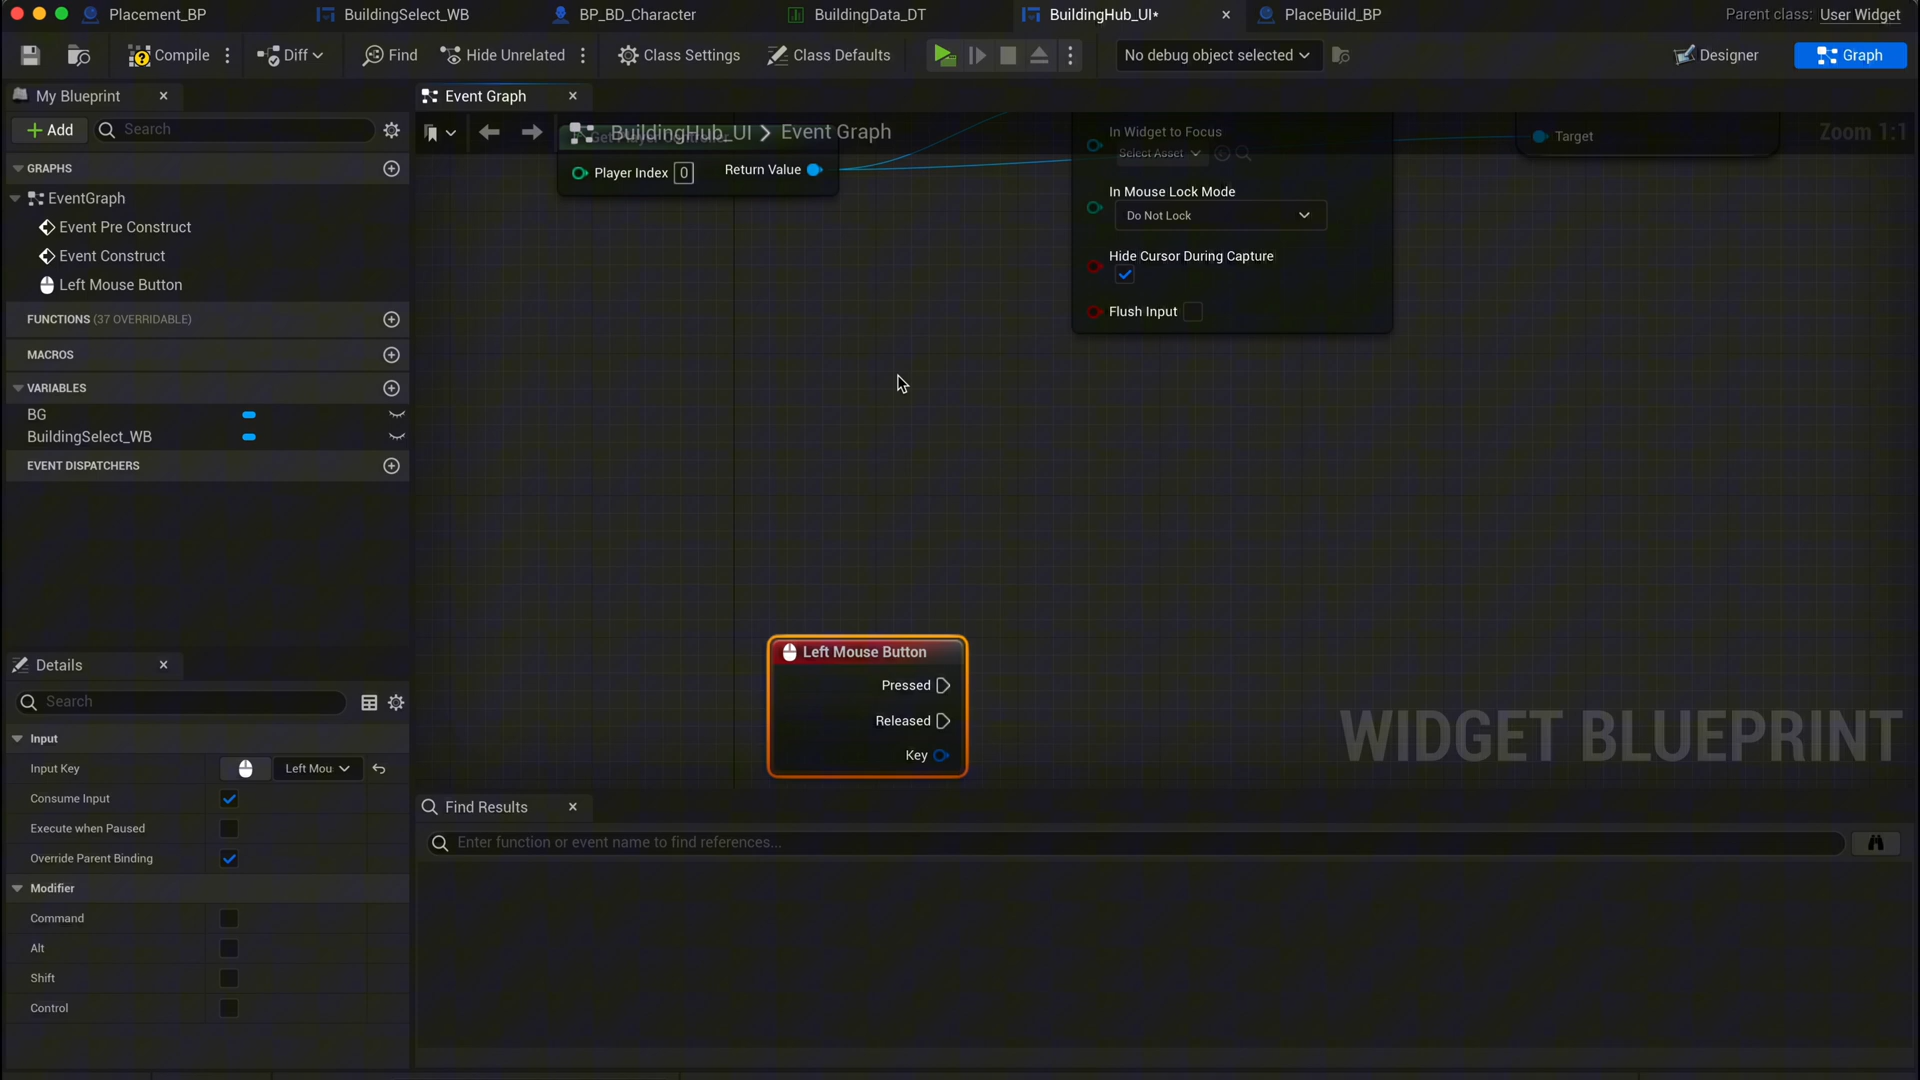 Placement_BP
BuildingSelect_WB
BP_BD_Character
BuildingData_DT
BuildingHub_UI*
PlaceBuild_BP
Parent class: User Widget
Compile
Diff
Find
Hide Unrelated
Class Settings
Class Defaults
No debug object selected
Designer
Graph
My Blueprint
Add
Search
GRAPHS
EventGraph
Event Pre Construct
Event Construct
Left Mouse Button
FUNCTIONS (37 OVERRIDABLE)
MACROS
VARIABLES
BG
BuildingSelect_WB
EVENT DISPATCHERS
Event Graph
BuildingHub_UI > Event Graph
Zoom 1:1
Get Player Controller
Player Index 0
Return Value
In Widget to Focus
Select Asset
In Mouse Lock Mode
Do Not Lock
Hide Cursor During Capture
Flush Input
Target
Left Mouse Button
Pressed
Released
Key
WIDGET BLUEPRINT
Details
Search
Input
Input Key
Left Mou
Consume Input
Execute when Paused
Override Parent Binding
Modifier
Command
Alt
Shift
Control
Find Results
Enter function or event name to find references...